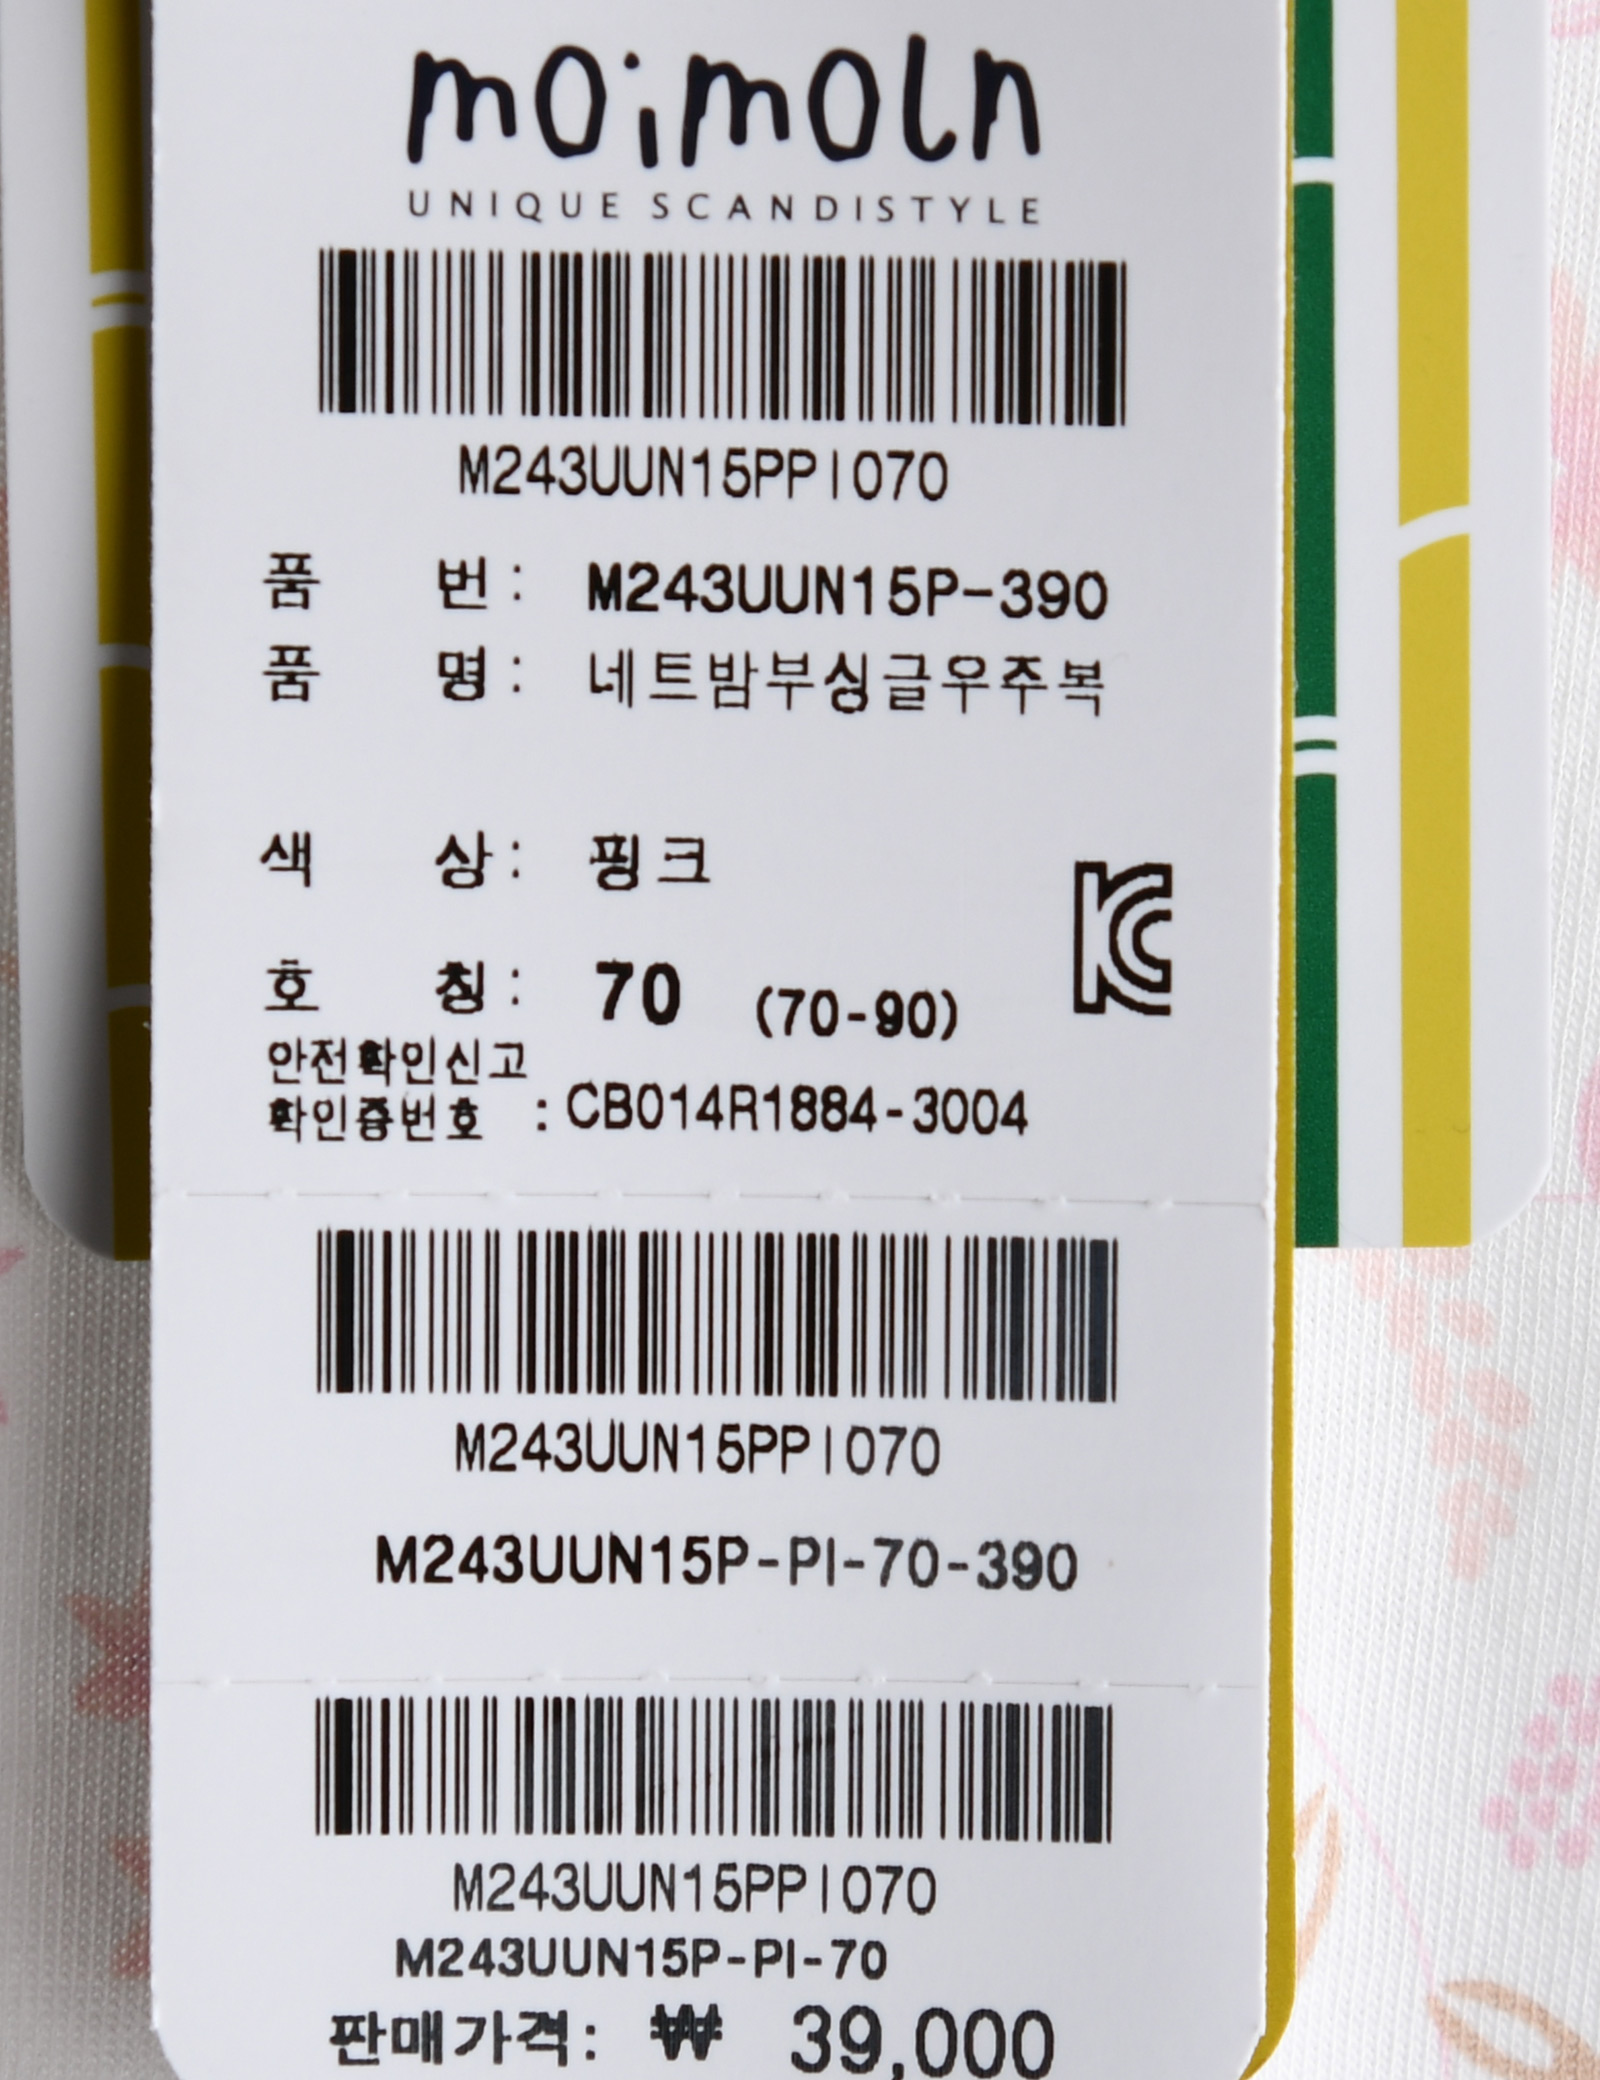 moimoln
UNIQUE SCANDISTYLE
M243UUN15PPI070
품 번 : M243UUN15P-390
품 명 : 네트밤부싱글우주복
색 상 : 핑크
KC
호 칭 : 70 (70-90)
안전확인신고
확인증번호 : CB014R1884-3004
M243UUN15PPI070
M243UUN15P-PI-70-390
M243UUN15PPI070
M243UUN15P-PI-70
판매가격: ₩ 39,000